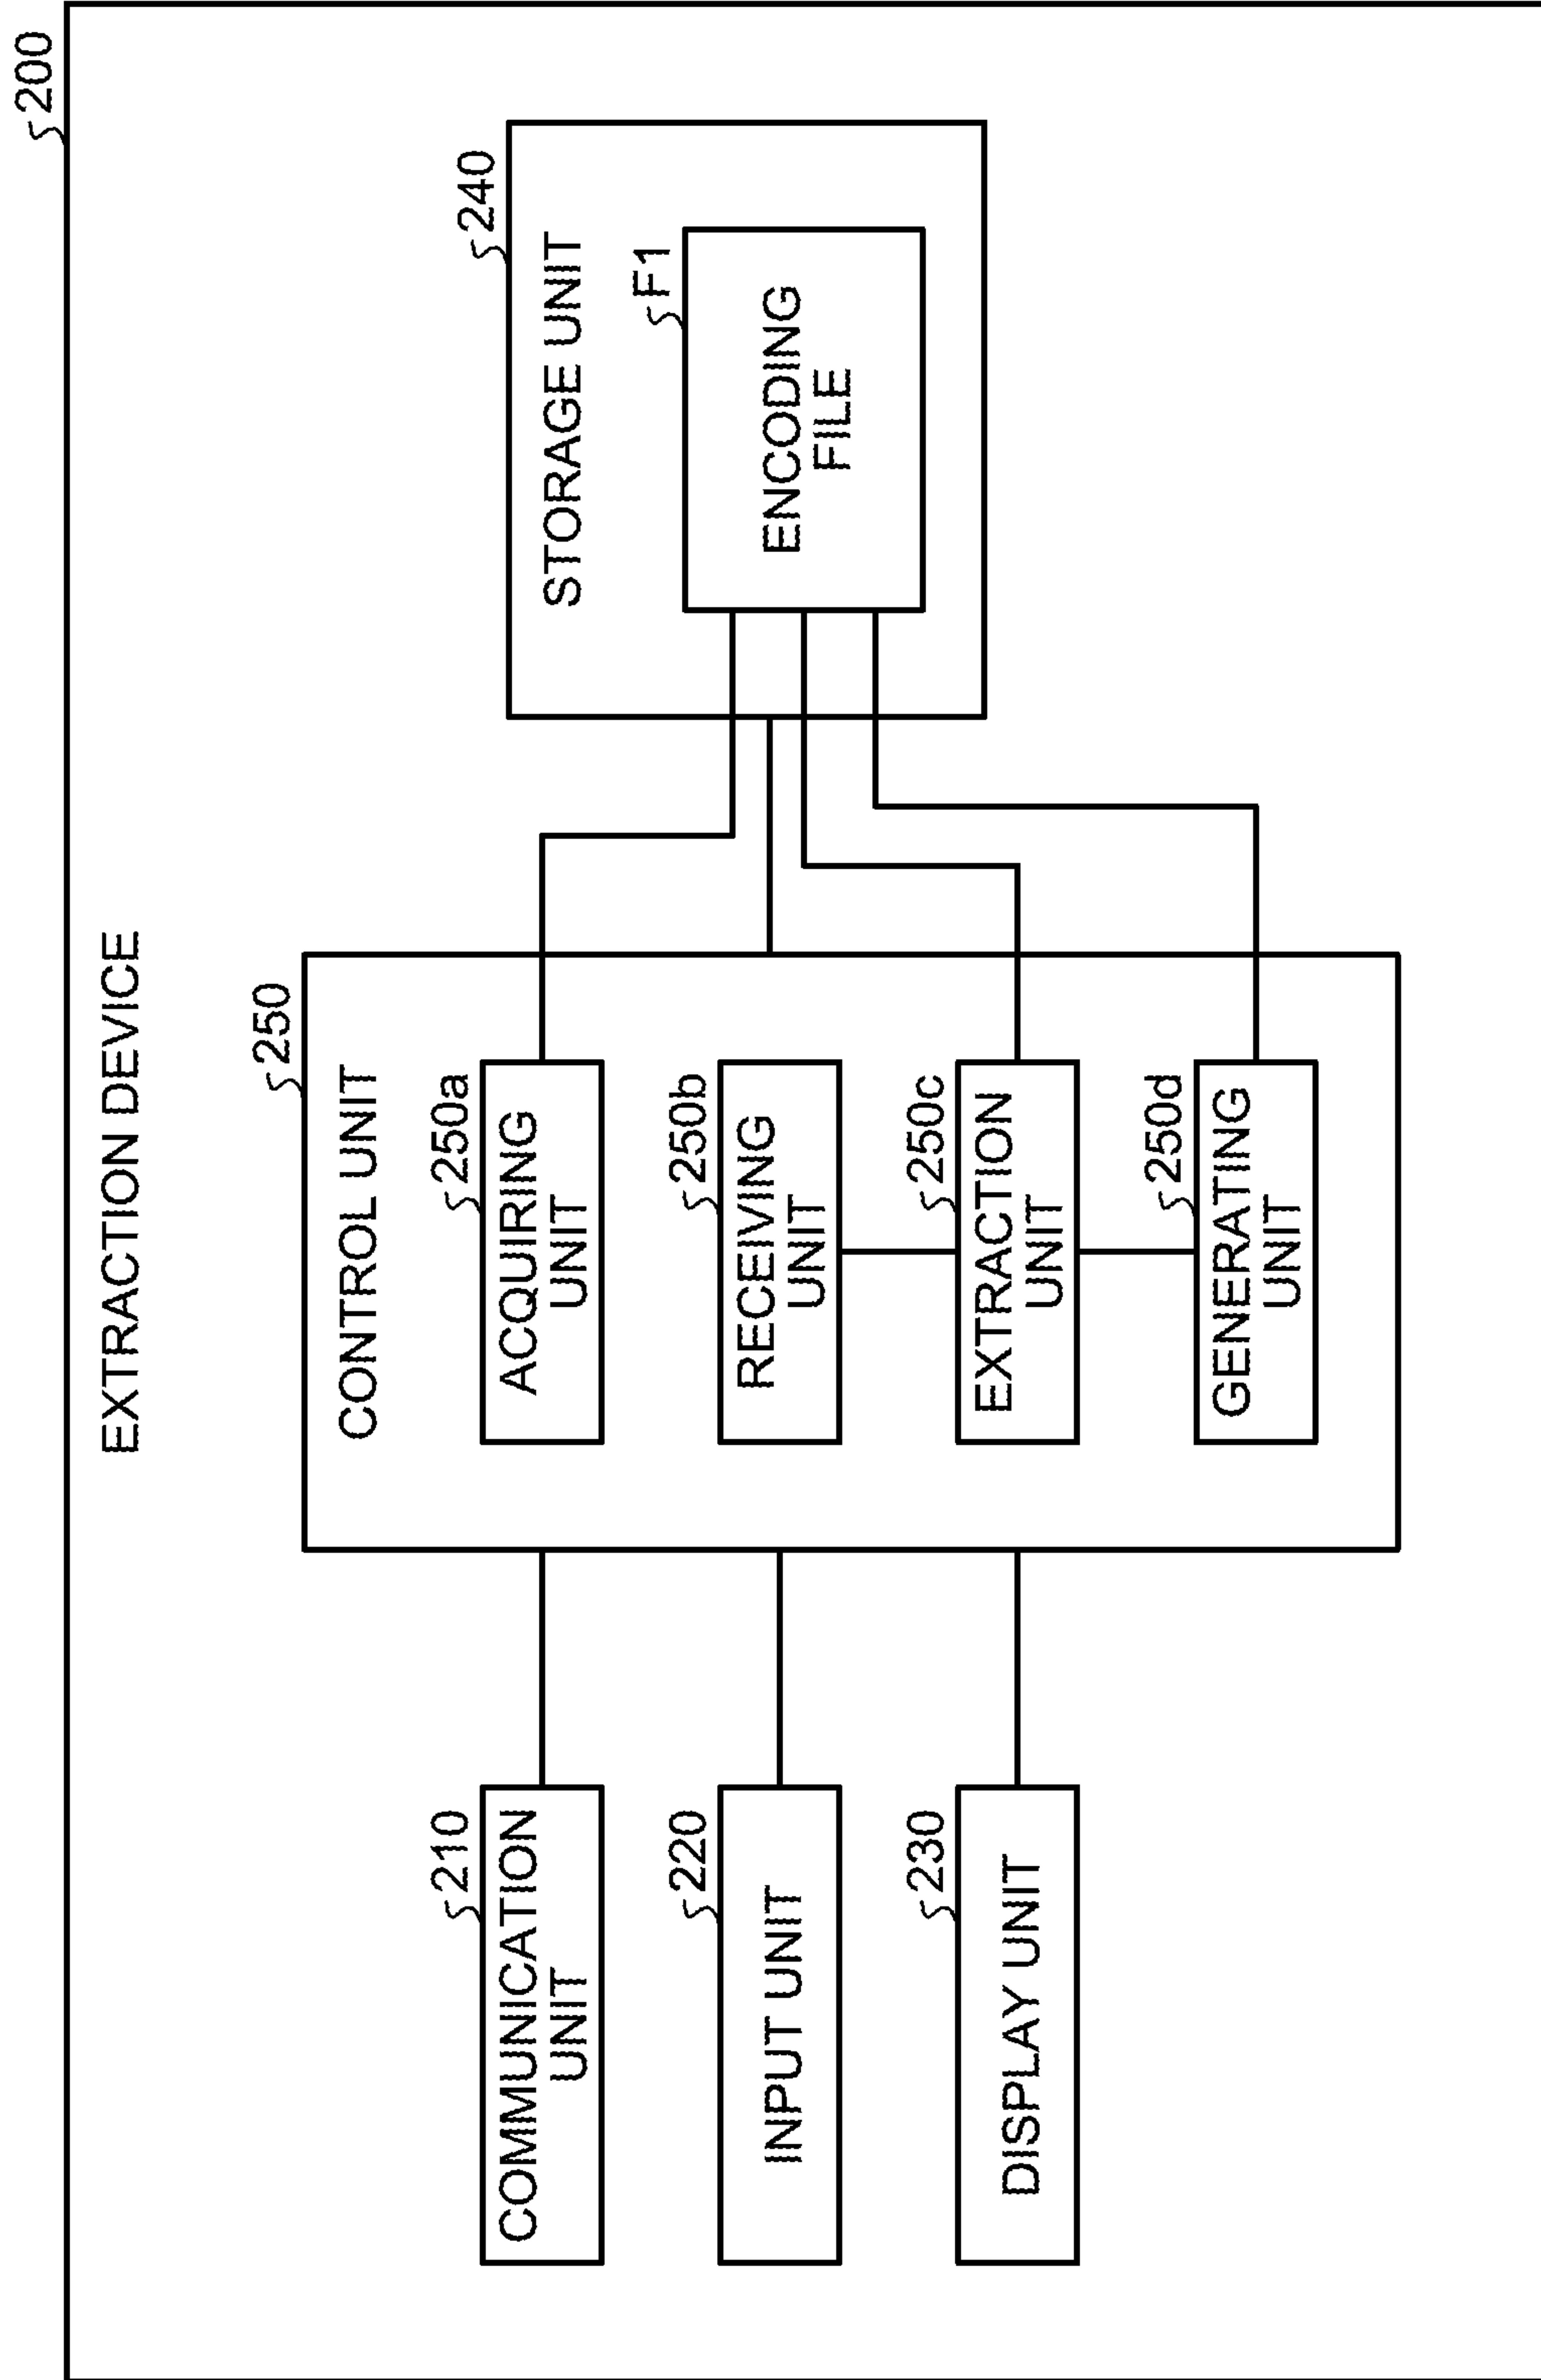 200
EXTRACTION DEVICE
210
COMMUNICATION
UNIT
220
INPUT UNIT
230
DISPLAY UNIT
250
CONTROL UNIT
250a
ACQUIRING
UNIT
250b
RECEIVING
UNIT
250c
EXTRACTION
UNIT
250d
GENERATING
UNIT
240
STORAGE UNIT
F1
ENCODING
FILE